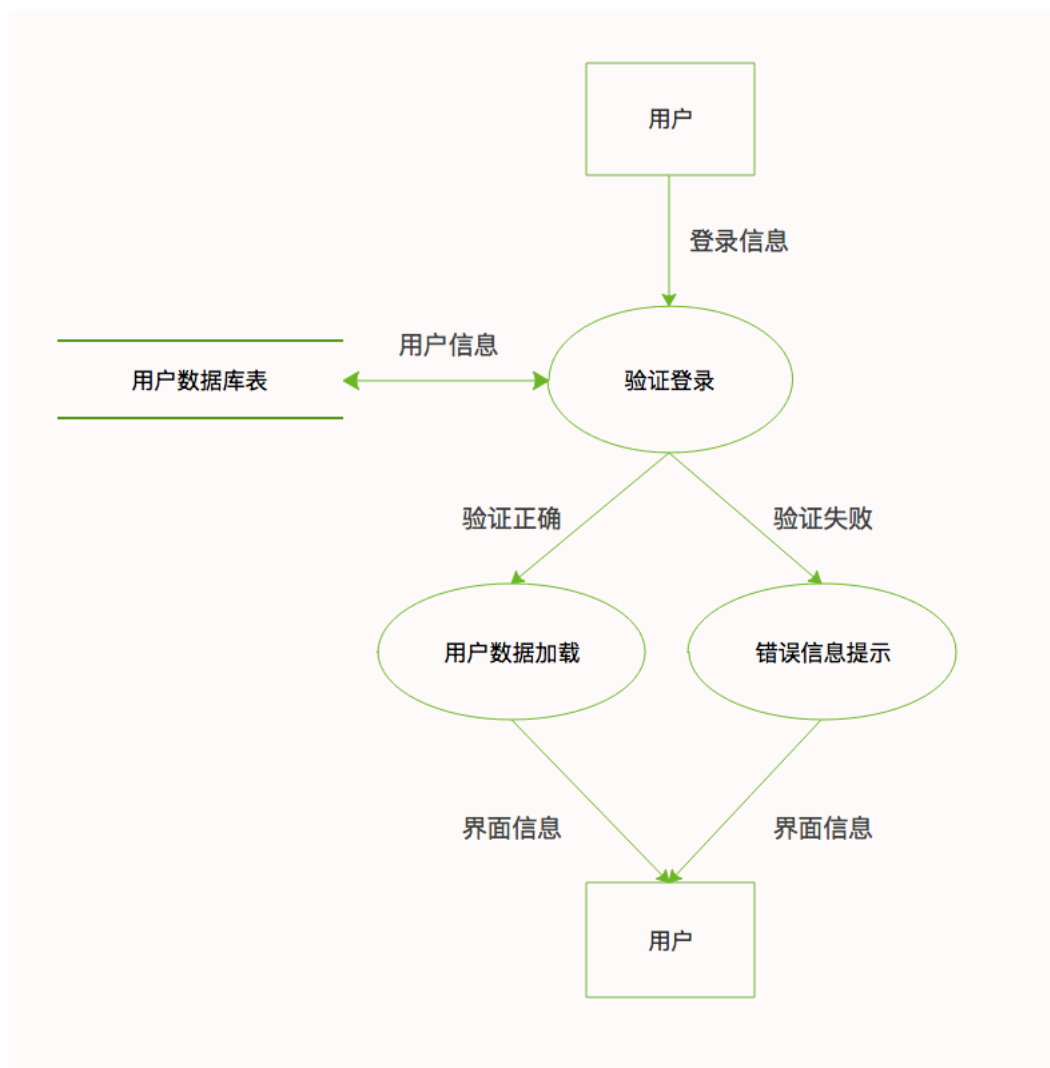 用户
登录信息
用户信息
用户数据库表
验证登录
验证正确
验证失败
用户数据加载
错误信息提示
界面信息
界面信息
用户